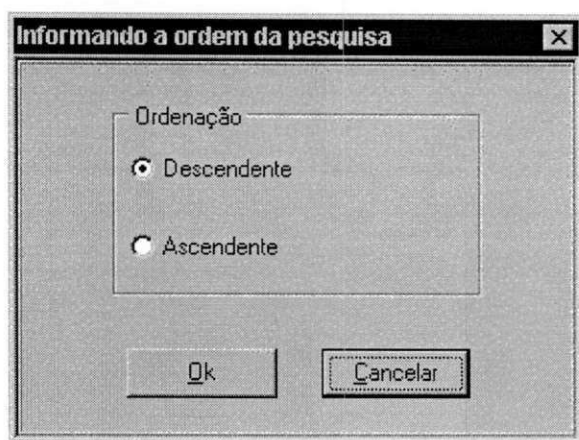 Informando a ordem da pesquisa
Ordenação
Descendente
Ascendente
Ok
Cancelar